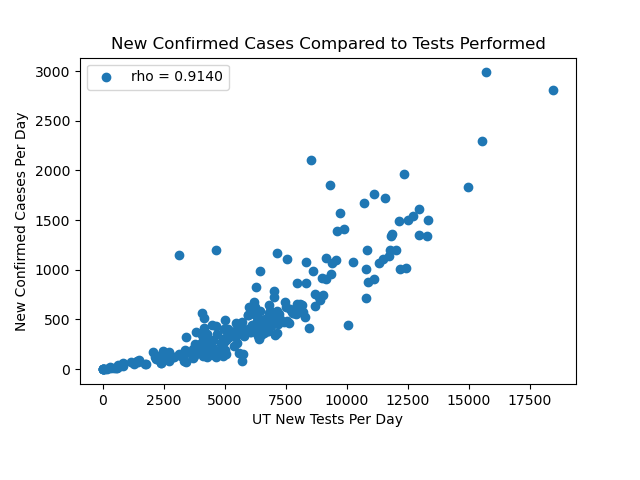 New Confirmed Cases Compared to Tests Performed
rho = 0.9140
New Confirmed Caeses Per Day
3000
2500
2000
1500
1000
500
0
0 2500 5000 7500 10000 12500 15000 17500
UT New Tests Per Day